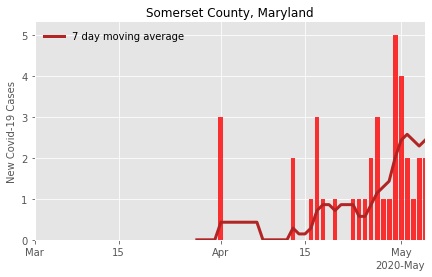 Somerset County, Maryland
7 day moving average
New Covid-19 Cases
5
4
3
2
1
0
Mar
15
Apr
15
May
2020-May